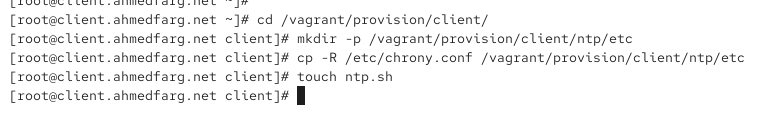 [root@client.ahmedfarg.net ~]#
[root@client.ahmedfarg.net ~]# cd /vagrant/provision/client/
[root@client.ahmedfarg.net client]# mkdir -p /vagrant/provision/client/ntp/etc
[root@client.ahmedfarg.net client]# cp -R /etc/chrony.conf /vagrant/provision/client/ntp/etc
[root@client.ahmedfarg.net client]# touch ntp.sh
[root@client.ahmedfarg.net client]#